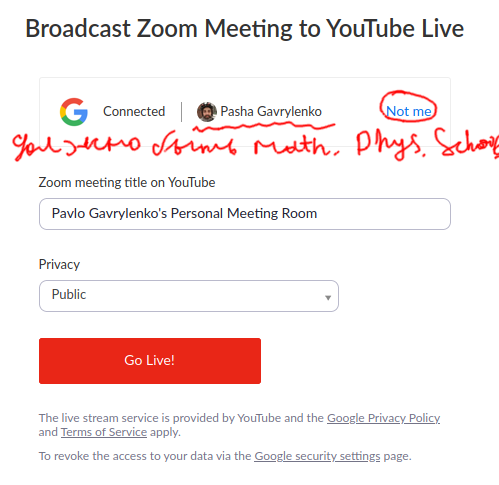 Broadcast Zoom Meeting to YouTube Live
Connected Pasha Gavrylenko Not me
должно быть Math. Phys. School
Zoom meeting title on YouTube
Pavlo Gavrylenko's Personal Meeting Room
Privacy
Public
Go Live!
The live stream service is provided by YouTube and the Google Privacy Policy
and Terms of Service apply.
To revoke the access to your data via the Google security settings page.